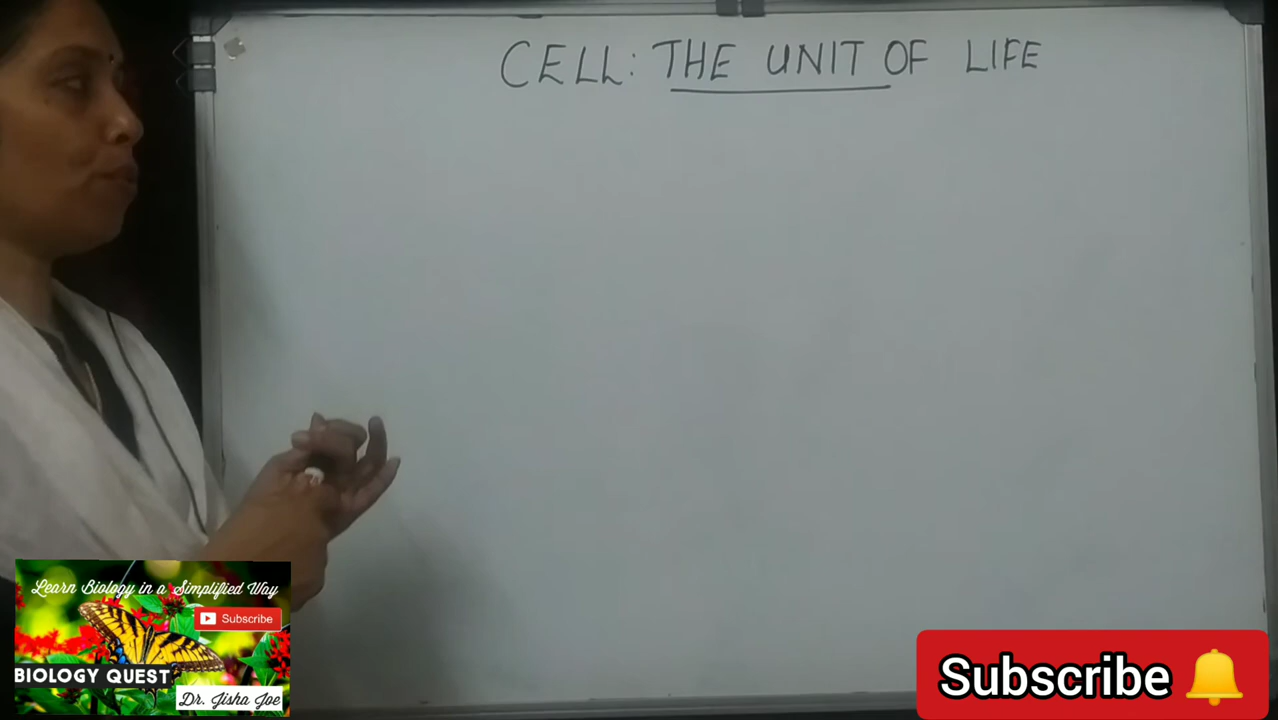 CELL: THE UNIT OF LIFE
Learn Biology in a Simplified Way
Subscribe
BIOLOGY QUEST
Dr. Jisha Joe
Subscribe